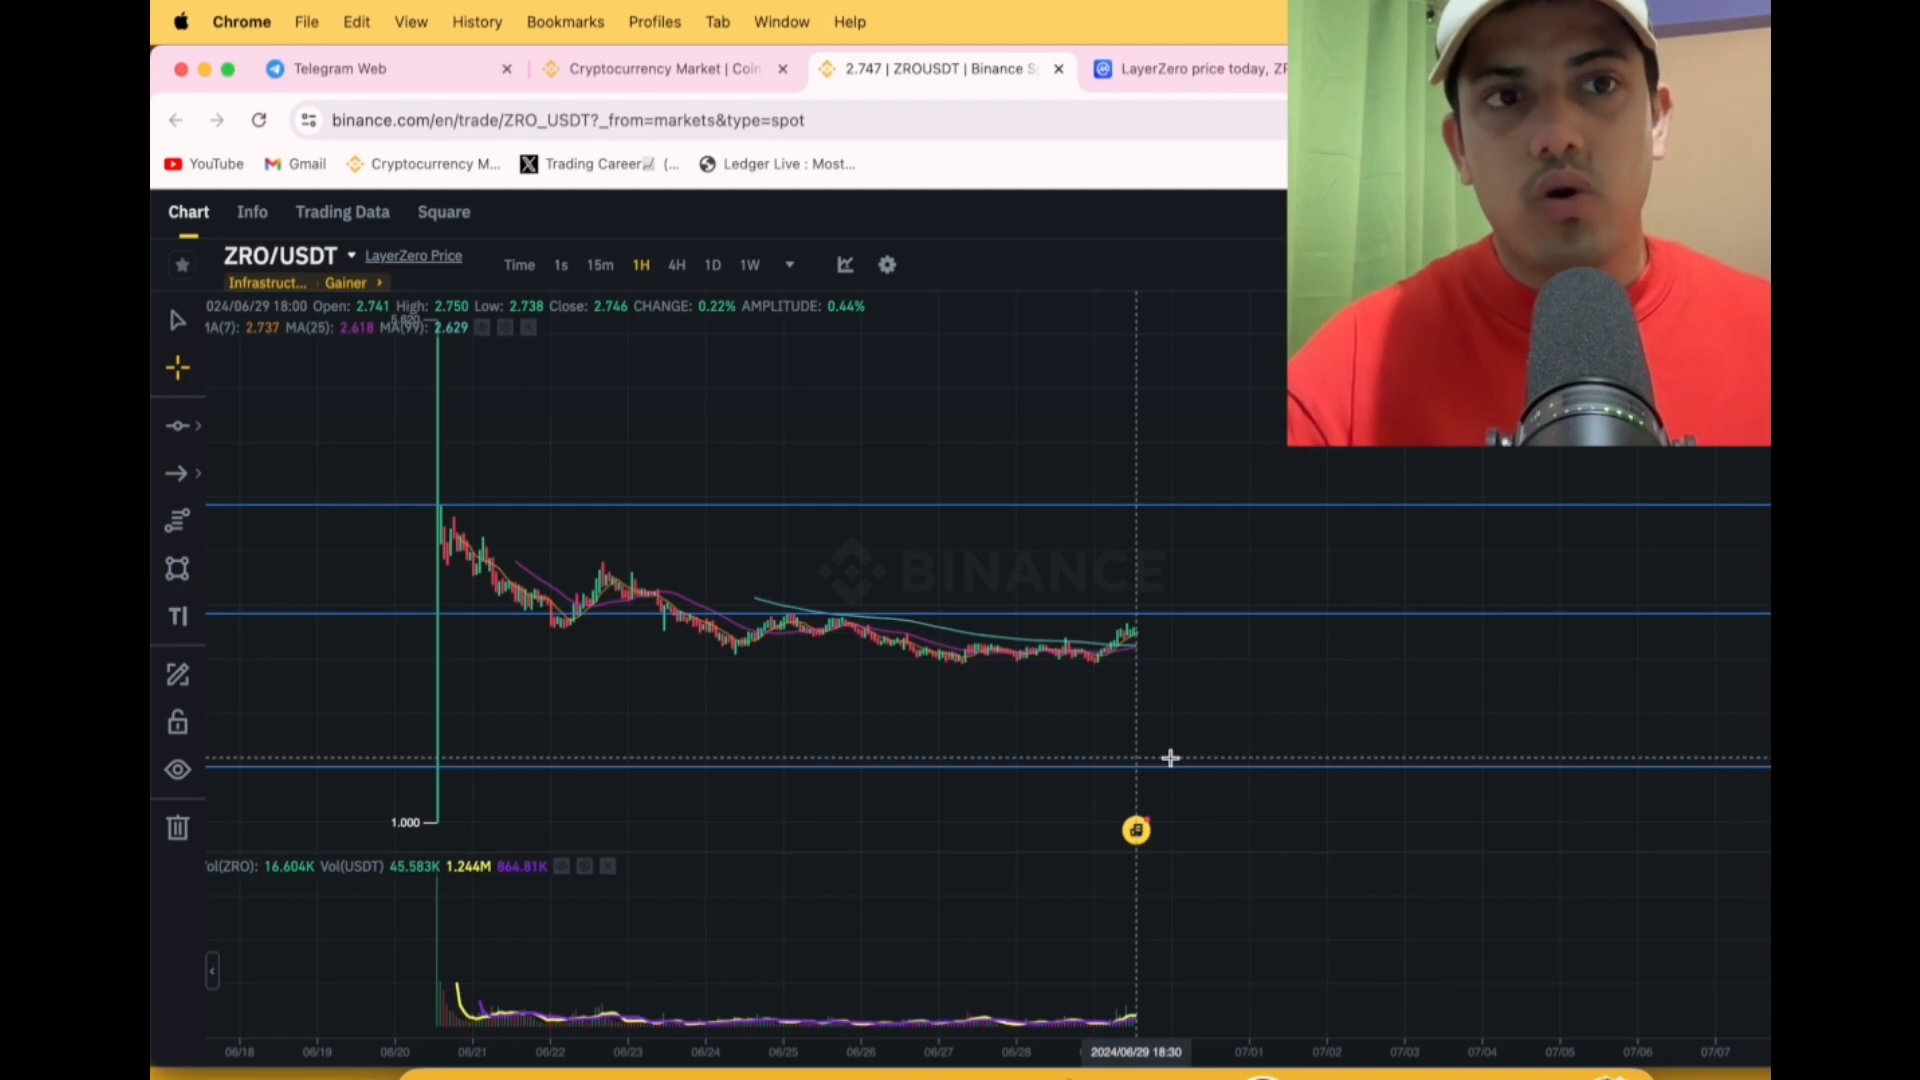 Chrome File Edit View History Bookmarks Profiles Tab Window Help
Telegram Web Cryptocurrency Market | Coin 2.747 | ZROUSDT | Binance S LayerZero price today, ZF
binance.com/en/trade/ZRO_USDT?_from=markets&type=spot
YouTube Gmail Cryptocurrency M... Trading Career (... Ledger Live : Most...
Chart Info Trading Data Square
ZRO/USDT LayerZero Price Time 1s 15m 1H 4H 1D 1W
Infrastruct... Gainer
024/06/29 18:00 Open: 2.741 High: 2.750 Low: 2.738 Close: 2.746 CHANGE: 0.22% AMPLITUDE: 0.44%
MA(7): 2.737 MA(25): 2.618 MA(99): 2.629
BINANCE
1.000
Vol(ZRO): 16.604K Vol(USDT) 45.583K 1.244M 864.81K
06/18 06/19 06/20 06/21 06/22 06/23 06/24 06/25 06/26 06/27 06/28 2024/06/29 18:30 07/01 07/02 07/03 07/04 07/05 07/06 07/07